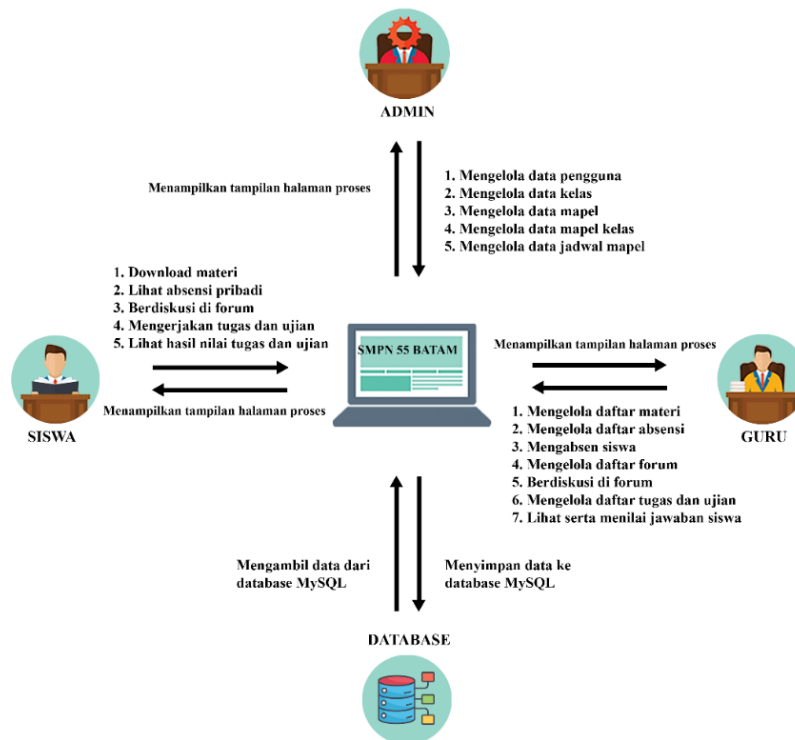 ADMIN
Menampilkan tampilan halaman proses
1. Mengelola data pengguna
2. Mengelola data kelas
3. Mengelola data mapel
4. Mengelola data mapel kelas
5. Mengelola data jadwal mapel
1. Download materi
2. Lihat absensi pribadi
3. Berdiskusi di forum
4. Mengerjakan tugas dan ujian
5. Lihat hasil nilai tugas dan ujian
SMPN 55 BATAM
Menampilkan tampilan halaman proses
Menampilkan tampilan halaman proses
SISWA
1. Mengelola daftar materi
2. Mengelola daftar absensi
3. Mengabsen siswa
4. Mengelola daftar forum
5. Berdiskusi di forum
6. Mengelola daftar tugas dan ujian
7. Lihat serta menilai jawaban siswa
GURU
Mengambil data dari
database MySQL
Menyimpan data ke
database MySQL
DATABASE